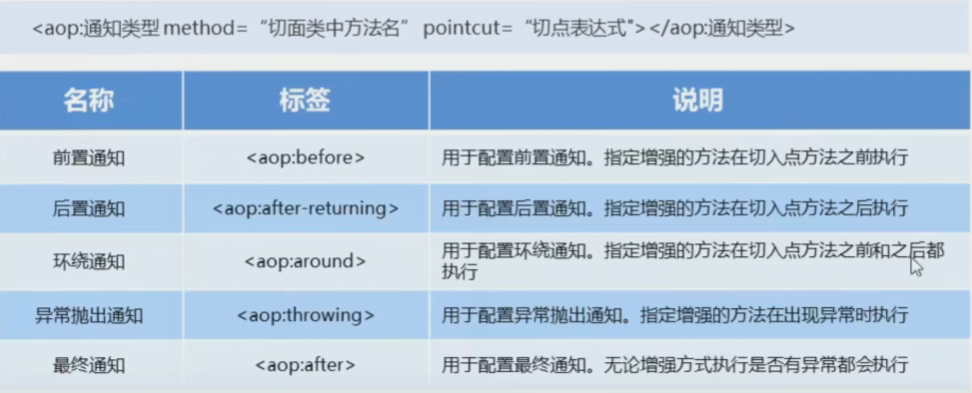 <aop:通知类型 method=“切面类中方法名” pointcut=“切点表达式"></aop:通知类型>
名称 标签 说明
前置通知 <aop:before> 用于配置前置通知。指定增强的方法在切入点方法之前执行
后置通知 <aop:after-returning> 用于配置后置通知。指定增强的方法在切入点方法之后执行
环绕通知 <aop:around> 用于配置环绕通知。指定增强的方法在切入点方法之前和之后都
执行
异常抛出通知 <aop:throwing> 用于配置异常抛出通知。指定增强的方法在出现异常时执行
最终通知 <aop:after> 用于配置最终通知。无论增强方式执行是否有异常都会执行